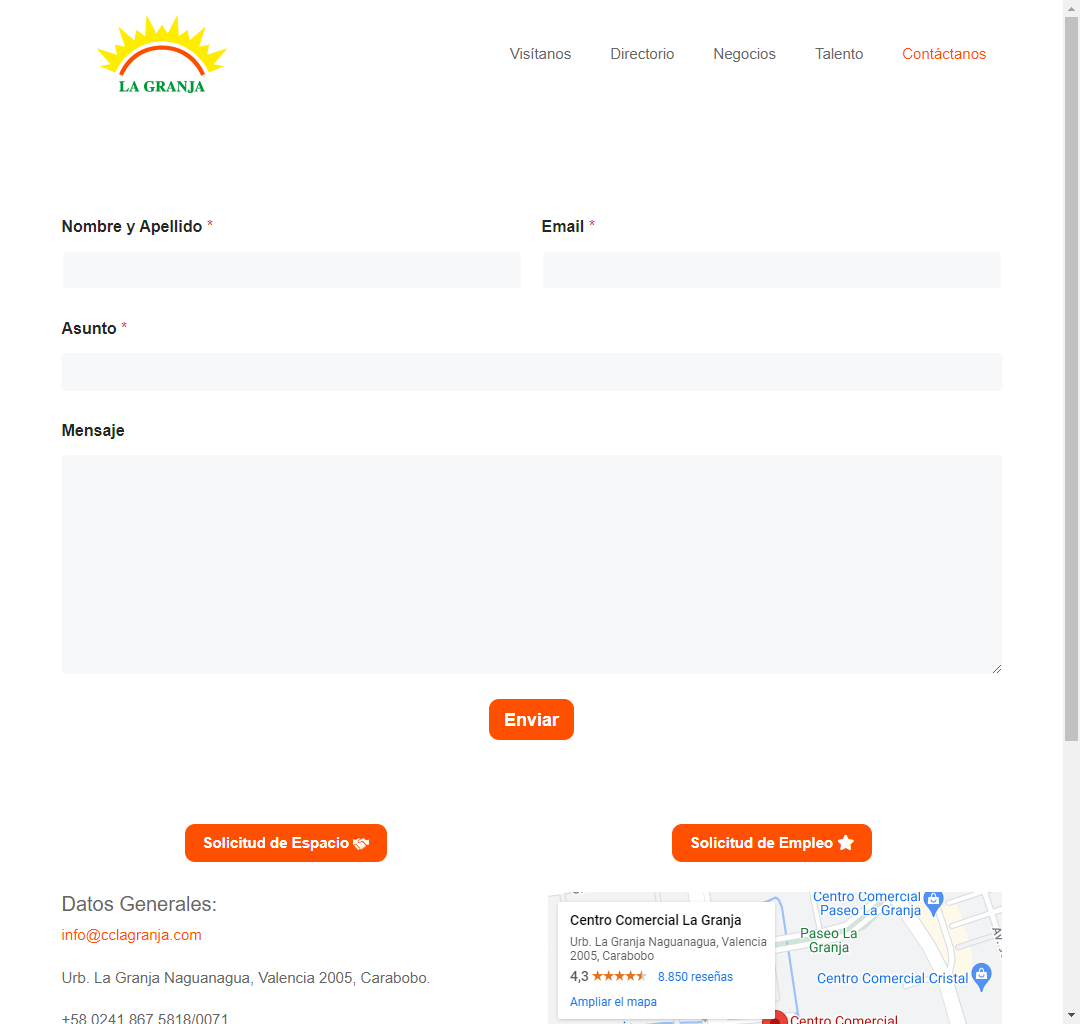 LA GRANJA
Visítanos
Directorio
Negocios
Talento
Contáctanos
Nombre y Apellido *
Email *
Asunto *
Mensaje
Enviar
Solicitud de Espacio
Solicitud de Empleo
Datos Generales:
info@cclagranja.com
Urb. La Granja Naguanagua, Valencia 2005, Carabobo.
+58 0241 867 5818/0071
Centro Comercial La Granja
Urb. La Granja Naguanagua, Valencia
2005, Carabobo
4,3
8.850 reseñas
Ampliar el mapa
Centro Comercial
Paseo La Granja
Paseo La
Granja
Centro Comercial Cristal
Centro Comercial